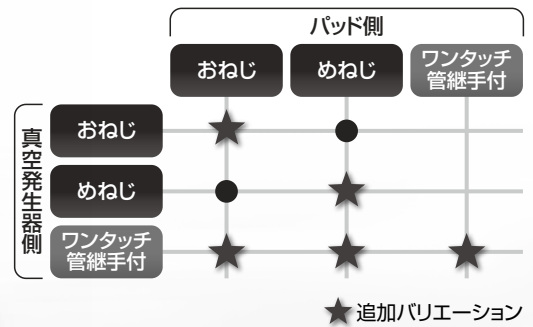 パッド側
おねじ
めねじ
ワンタッチ
管継手付
真空発生器側
おねじ
めねじ
ワンタッチ
管継手付
★追加バリエーション